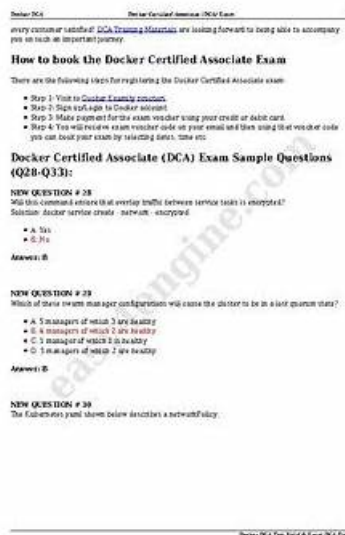 Docker DCA
Docker Certified Associate (DCA) Exam
every customer satisfied! DCA Training Materials are looking forward to being able to accompany
you on such an important journey.
How to book the Docker Certified Associate Exam
There are the following steps for registering the Docker Certified Associate exam
Step 1: Visit to
Step 2: Sign up/Login to Docker account
Step 3: Make payment for the exam voucher using your credit or debit card.
Step 4: You will receive exam voucher code on your email and then using that voucher code
you can book your exam by selecting dates, time etc.
Docker Certified Associate (DCA) Exam Sample Questions
(Q28-Q33):
NEW QUESTION # 28
Will this command ensure that overlay traffic between service tasks is encrypted?
Solution: docker service create - network - encrypted
A. Yes
B. No
Answer: B
NEW QUESTION # 29
Which of these swarm manager configurations will cause the cluster to be in a lost quorum state?
A. 5 managers of which 3 are healthy
B. 4 managers of which 2 are healthy
C. 1 manager of which 1 is healthy
D. 3 managers of which 2 are healthy
Answer: B
NEW QUESTION # 30
The Kubernetes yaml shown below describes a networkPolicy.